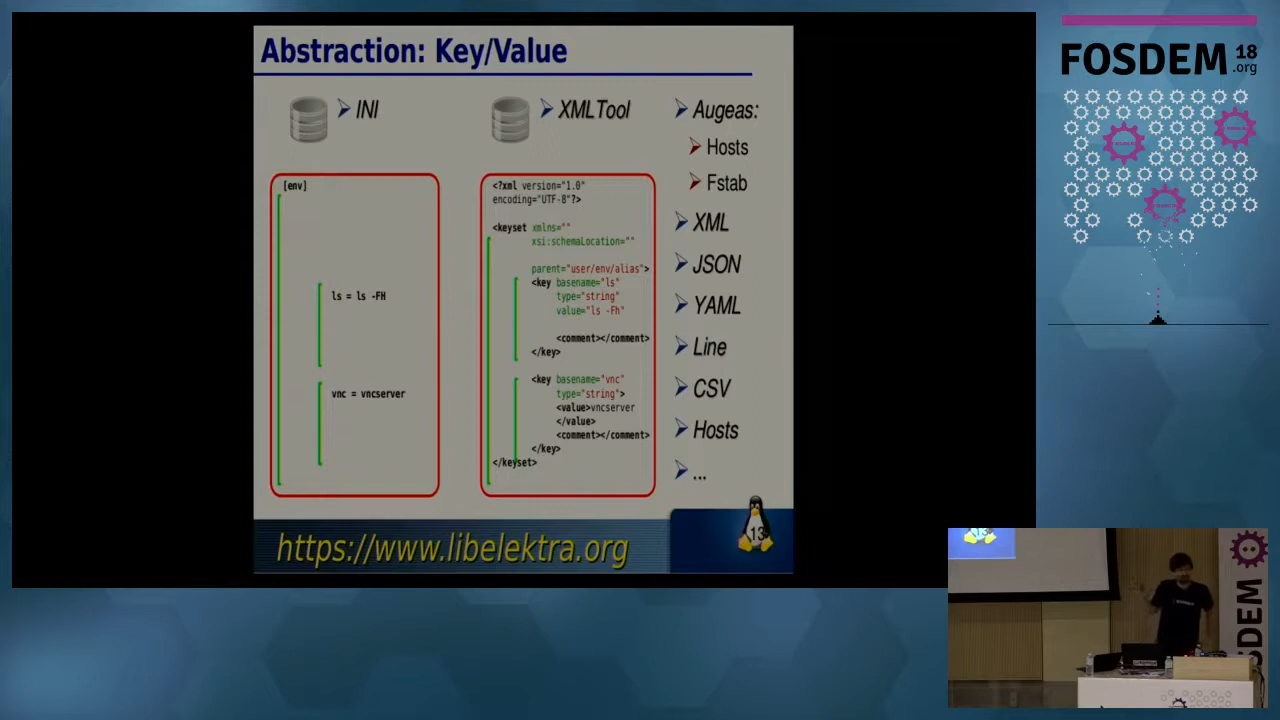 Abstraction: Key/Value
INI
[env]
ls = ls -FH
vnc = vncserver
XMLTool
<?xml version="1.0"
encoding="UTF-8"?>
<keyset xmlns=""
xsi:schemaLocation=""
parent="user/env/alias">
<key basename="ls"
type="string"
value="ls -Fh"
<comment></comment>
</key>
<key basename="vnc"
type="string">
<value>vncserver
</value>
<comment></comment>
</key>
</keyset>
Augeas:
Hosts
Fstab
XML
JSON
YAML
Line
CSV
Hosts
...
https://www.libelektra.org
13
FOSDEM 18
.org
FOSDEM